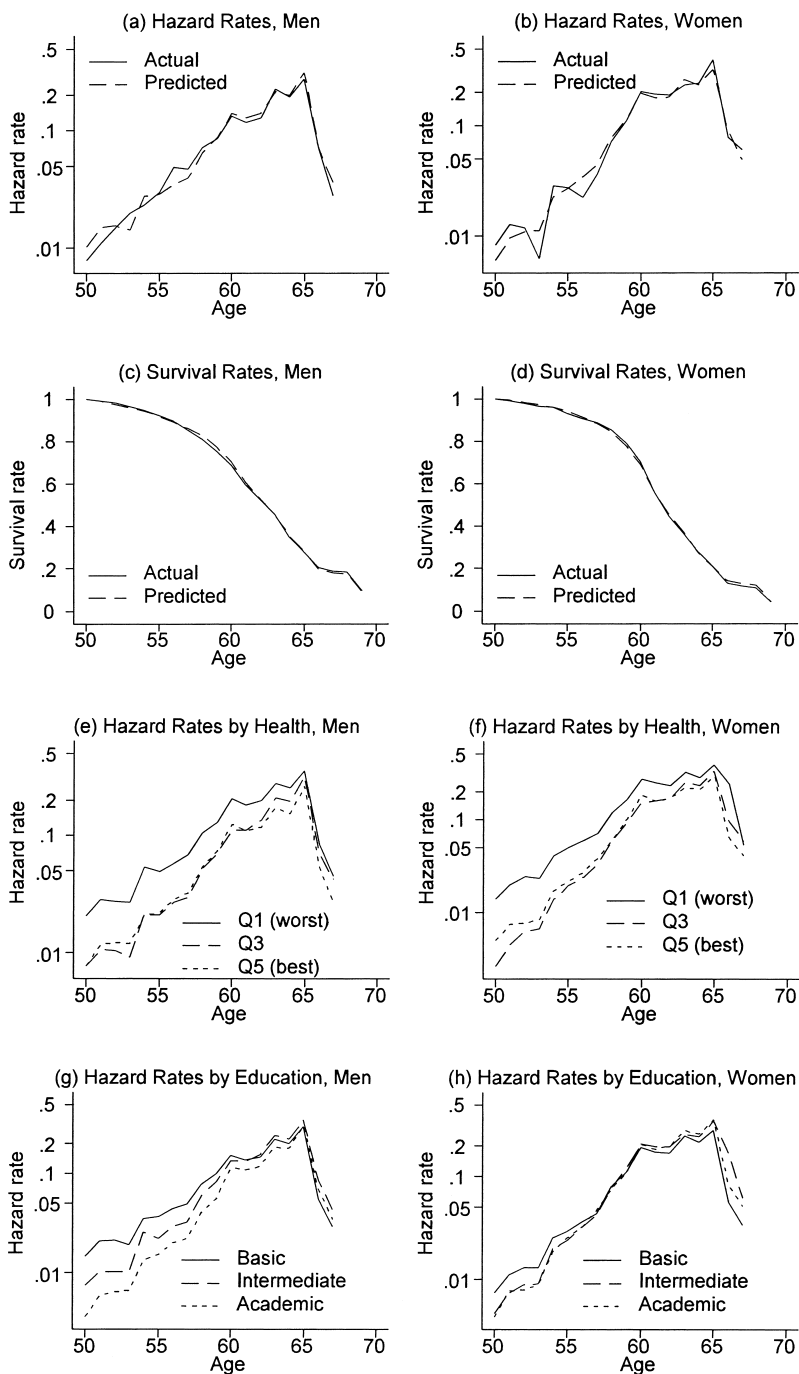 (a) Hazard Rates, Men
Hazard rate
.5
.2
.1
.05
.01
Actual
Predicted
50 55 60 65 70
Age
(b) Hazard Rates, Women
Hazard rate
.5
.2
.1
.05
.01
Actual
Predicted
50 55 60 65 70
Age
(c) Survival Rates, Men
Survival rate
1
.8
.6
.4
.2
0
Actual
Predicted
50 55 60 65 70
Age
(d) Survival Rates, Women
Survival rate
1
.8
.6
.4
.2
0
Actual
Predicted
50 55 60 65 70
Age
(e) Hazard Rates by Health, Men
Hazard rate
.5
.2
.1
.05
.01
Q1 (worst)
Q3
Q5 (best)
50 55 60 65 70
Age
(f) Hazard Rates by Health, Women
Hazard rate
.5
.2
.1
.05
.01
Q1 (worst)
Q3
Q5 (best)
50 55 60 65 70
Age
(g) Hazard Rates by Education, Men
Hazard rate
.5
.2
.1
.05
.01
Basic
Intermediate
Academic
50 55 60 65 70
Age
(h) Hazard Rates by Education, Women
Hazard rate
.5
.2
.1
.05
.01
Basic
Intermediate
Academic
50 55 60 65 70
Age